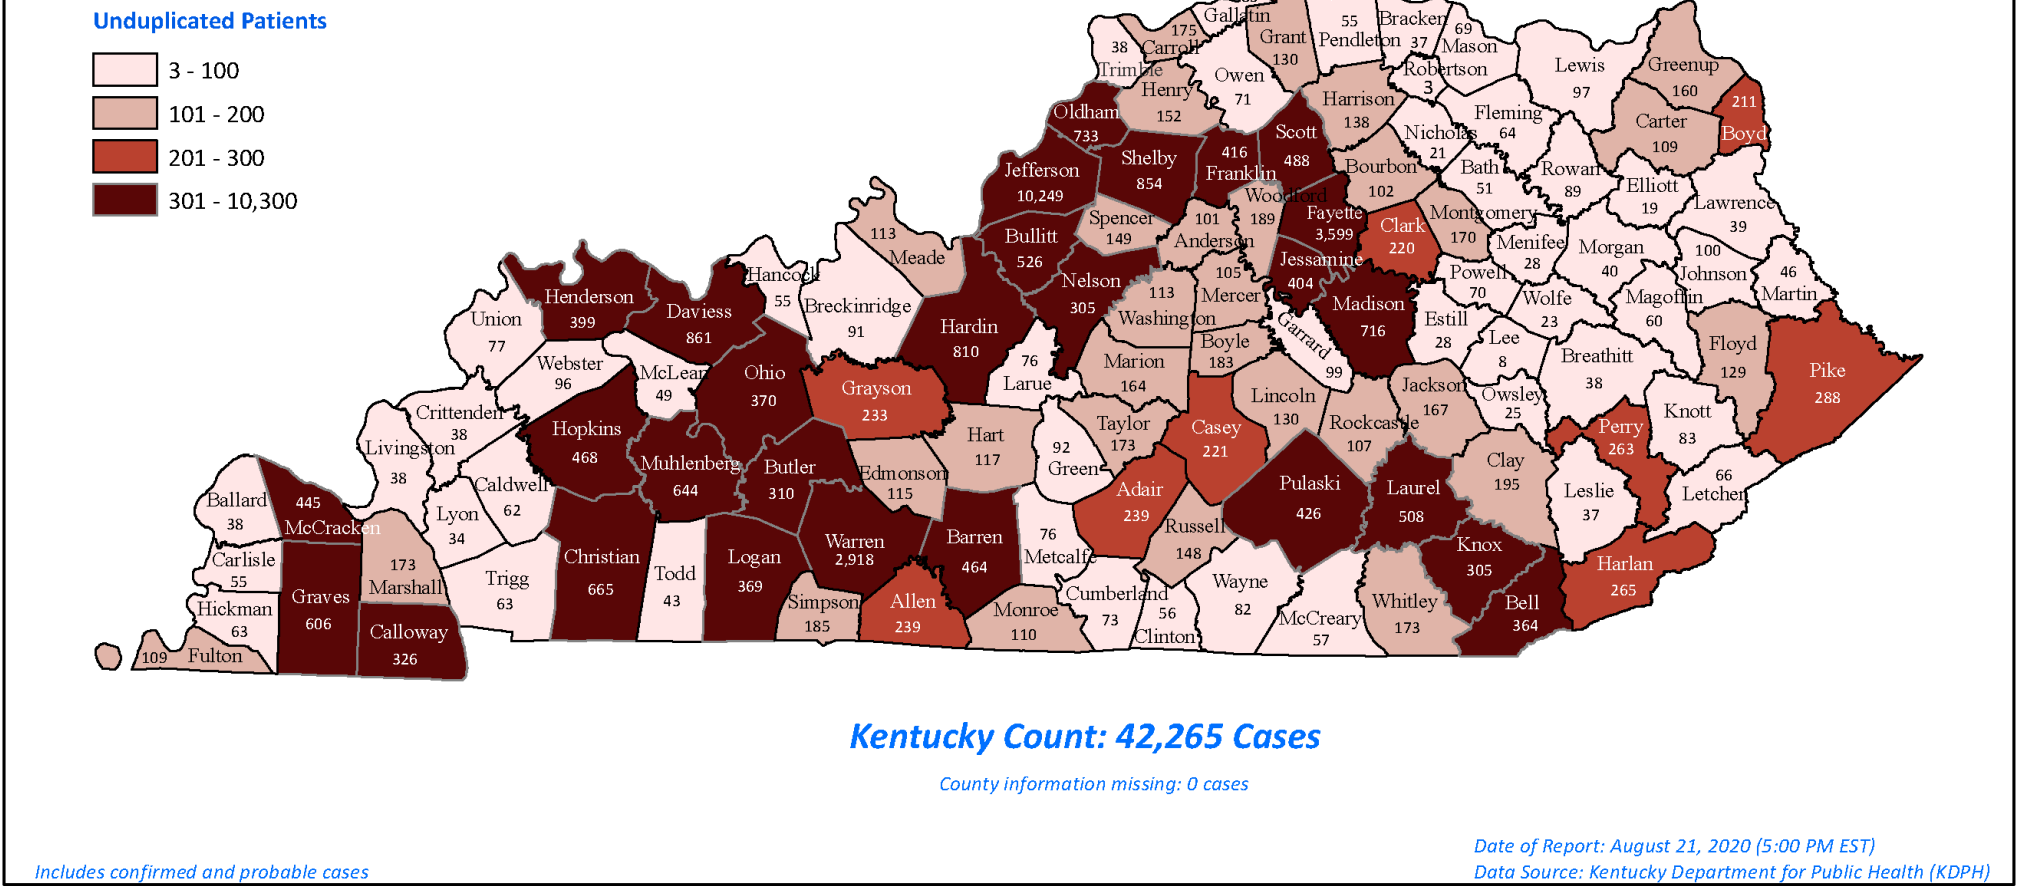 Unduplicated Patients
3 - 100
101 - 200
201 - 300
301 - 10,300
Gallatin
175
Carroll
38
Trimble
Grant
130
55
Pendleton
Bracken
37
69
Mason
Robertson
3
Owen
71
Lewis
97
Greenup
160
211
Boyd
Henry
152
Oldham
733
Harrison
138
Fleming
64
Carter
109
Scott
488
Nicholas
21
416
Franklin
Shelby
854
Jefferson
10,249
Bourbon
102
Bath
51
Rowan
89
Elliott
19
Lawrence
39
Woodford
189
Fayette
3,599
Clark
220
Montgomery
170
Spencer
149
101
Anderson
113
Meade
Bullitt
526
Menifee
28
Morgan
40
100
Johnson
46
Martin
Jessamine
404
Nelson
305
105
Mercer
113
Washington
Madison
716
Powell
70
Wolfe
23
Magoffin
60
Hancock
55
Breckinridge
91
Henderson
399
Daviess
861
Union
77
Hardin
810
Garrard
99
Estill
28
Lee
8
Breathitt
38
Floyd
129
Pike
288
Boyle
183
76
Larue
Marion
164
Webster
96
McLean
49
Ohio
370
Grayson
233
Lincoln
130
Jackson
167
Owsley
25
Knott
83
Crittenden
38
Hopkins
468
Hart
117
92
Green
Taylor
173
Casey
221
Rockcastle
107
Perry
263
Livingston
38
Muhlenberg
644
Butler
310
Edmonson
115
Adair
239
Pulaski
426
Laurel
508
Clay
195
Leslie
37
66
Letcher
Ballard
38
445
McCracken
Caldwell
62
Lyon
34
Russell
148
Knox
305
Warren
2,918
Barren
464
76
Metcalfe
Carlisle
55
173
Marshall
Christian
665
Todd
43
Logan
369
Harlan
265
Trigg
63
Hickman
63
Graves
606
Calloway
326
Simpson
185
Allen
239
Monroe
110
Cumberland
73
56
Clinton
Wayne
82
McCreary
57
Whitley
173
Bell
364
109
Fulton
Kentucky Count: 42,265 Cases
County information missing: 0 cases
Date of Report: August 21, 2020 (5:00 PM EST)
Includes confirmed and probable cases
Data Source: Kentucky Department for Public Health (KDPH)